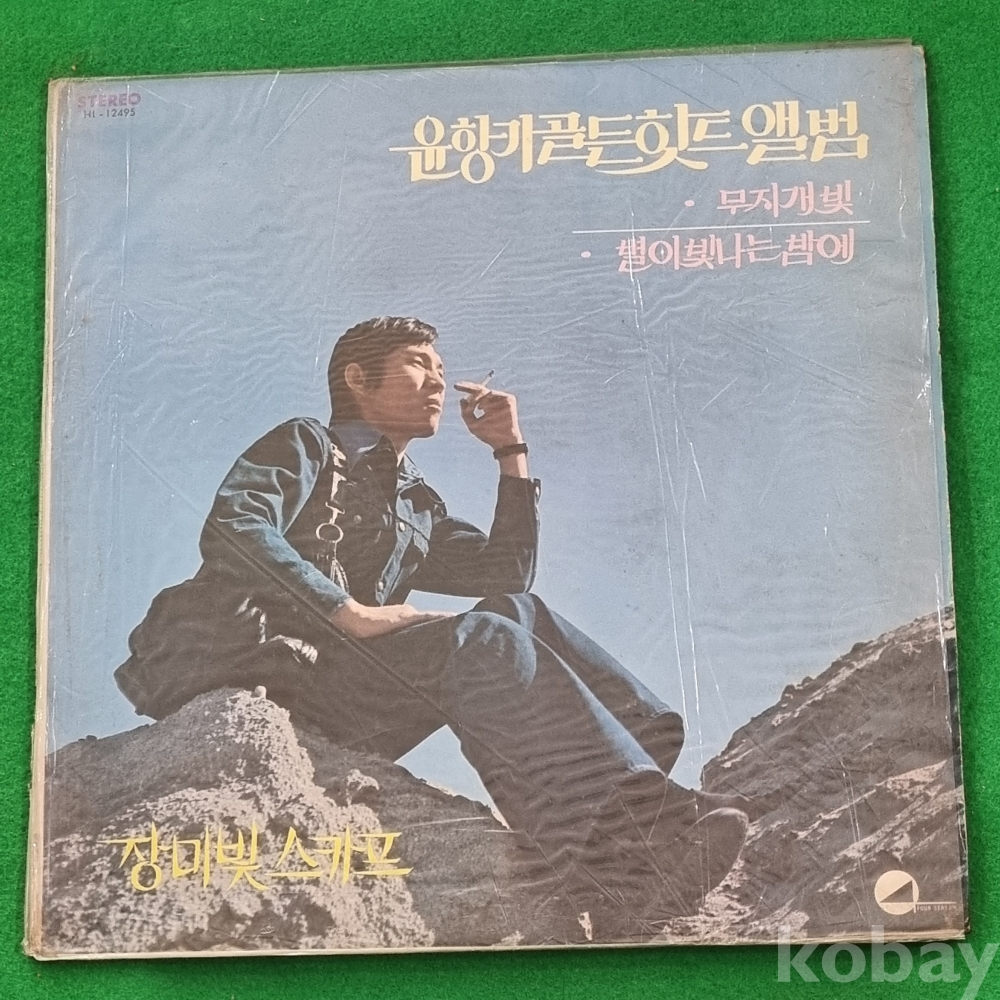 STEREO
HL-12495
윤항기골든힛트앨범
· 무지개빛
· 별이빛나는밤에
장미빛 스카프
kobay